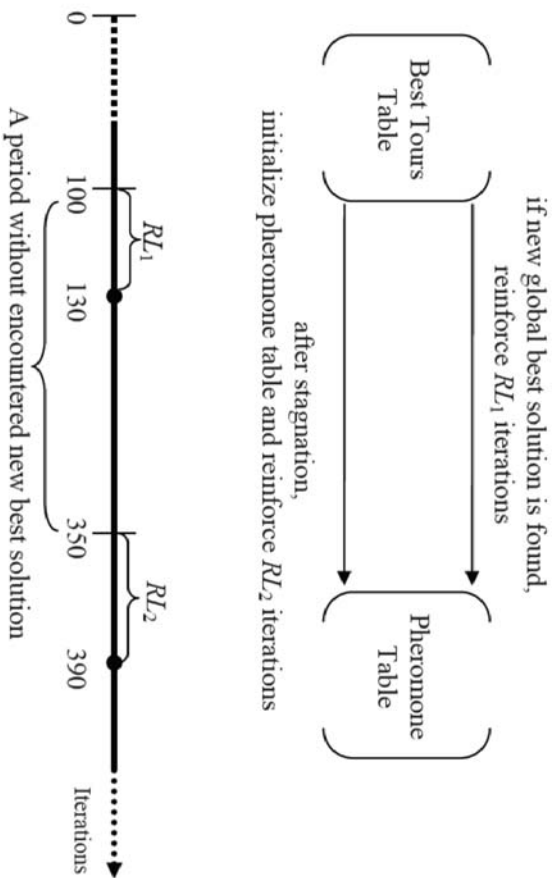 if new global best solution is found,
reinforce RL₁ iterations
Best Tours
Table
Pheromone
Table
after stagnation,
initialize pheromone table and reinforce RL₂ iterations
RL₁
RL₂
0
100
130
350
390
Iterations
A period without encountered new best solution